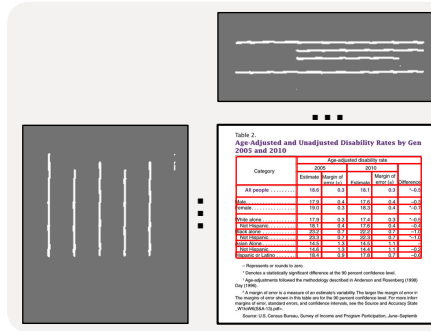 Table 2.
Age-Adjusted and Unadjusted Disability Rates by Gen
2005 and 2010
Category
Age-adjusted disability rate
2005 2010
Estimate Margin of error (±) Estimate Margin of error (±) Difference
All people 18.6 0.3 18.1 0.3 *–0.5
Male 17.9 0.4 17.6 0.4 –0.3
Female 19.0 0.3 18.3 0.4 *–0.7
White alone 17.9 0.3 17.4 0.3 *–0.5
Not Hispanic 18.1 0.4 17.6 0.4
Black alone 23.2 0.7 22.2 0.7
Not Hispanic 23.3 0.7 22.3 0.7
Asian Alone 14.5 1.3 14.5 1.1
Not Hispanic 14.6 1.3 14.4 1.1
Hispanic or Latino 18.4 0.9 17.8 0.7
– Represents or rounds to zero.
* Denotes a statistically significant difference at the 90 percent confidence level.
¹ Age-adjustments followed the methodology described in Anderson and Rosenberg (1998)
Day (1998).
² A margin of error is a measure of an estimate's variability. The larger the margin of error in
The margins of error shown in this table are for the 90 percent confidence level. For more inform
margins of error, standard errors, and confidence intervals, see the Source and Accuracy State
Source: U.S. Census Bureau, Survey of Income and Program Participation, June–Septemb